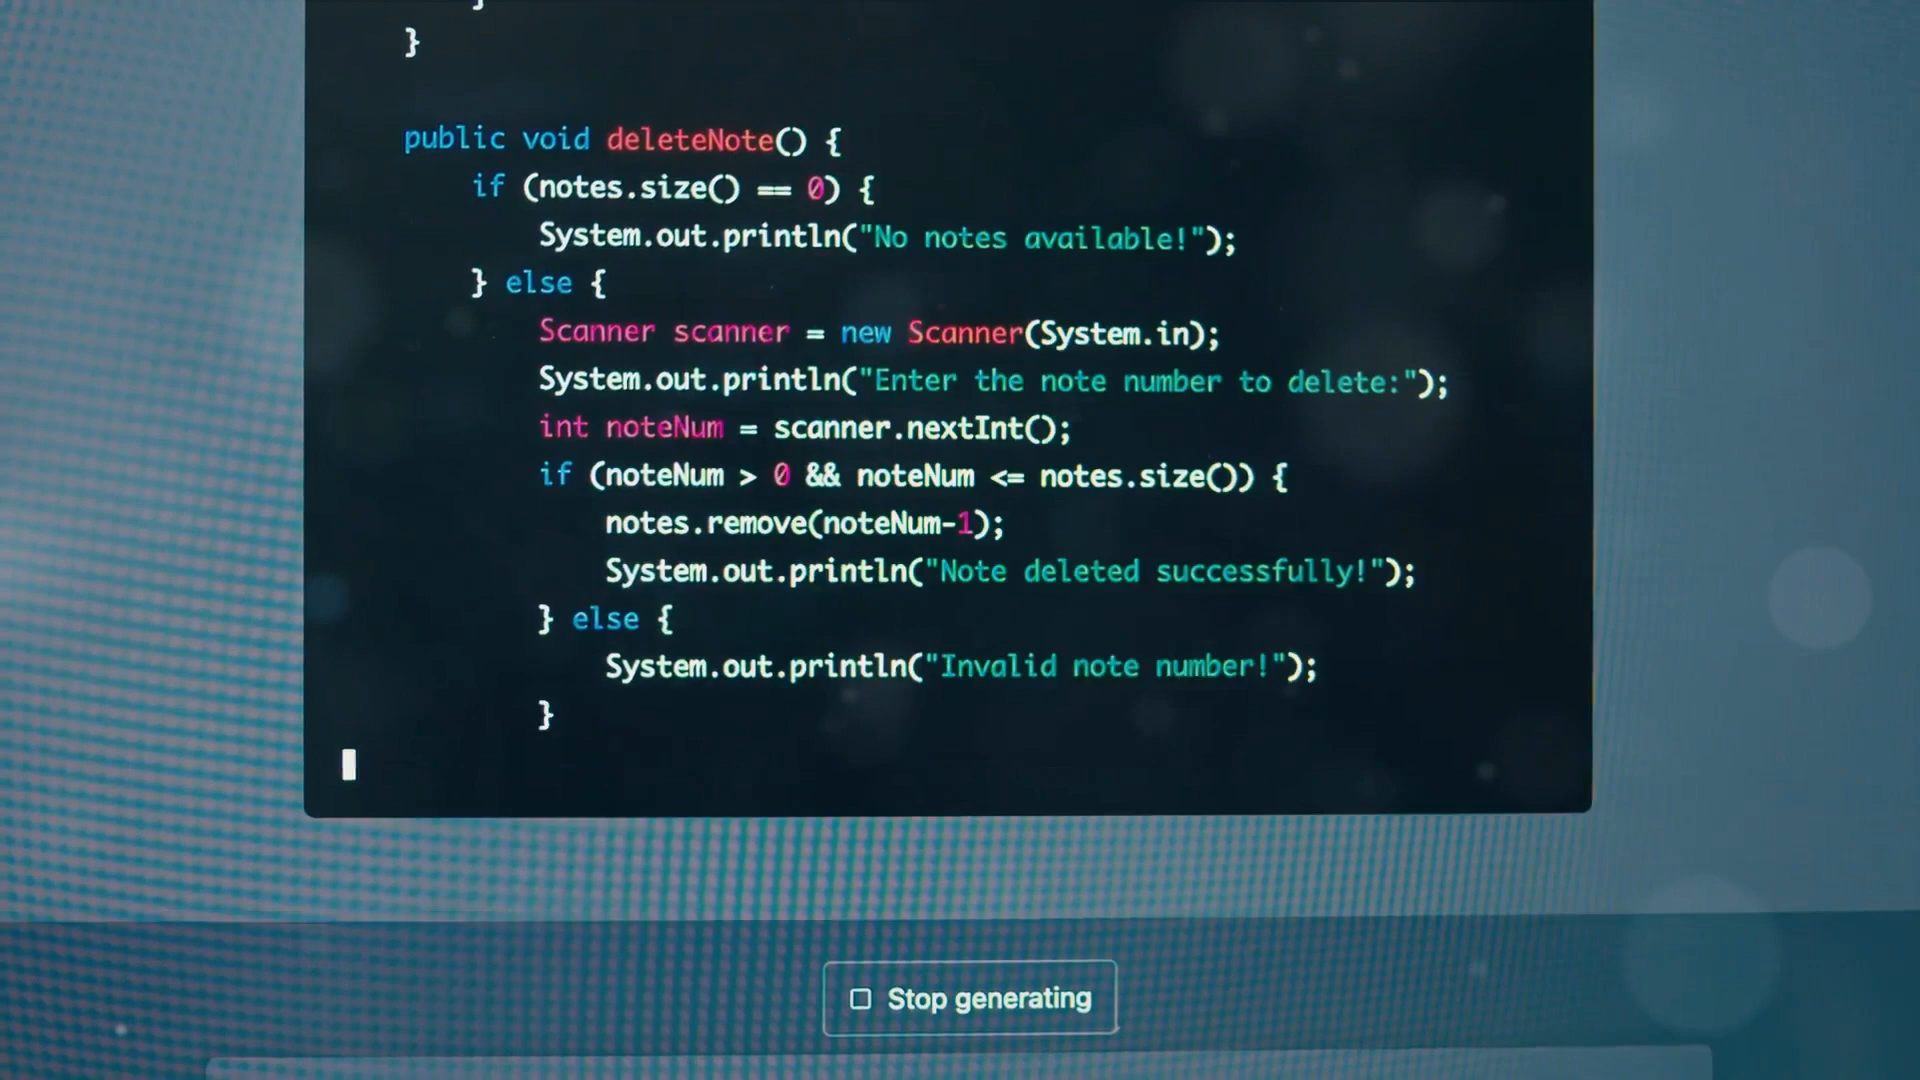 }
}
public void deleteNote() {
if (notes.size() == 0) {
System.out.println("No notes available!");
} else {
Scanner scanner = new Scanner(System.in);
System.out.println("Enter the note number to delete:");
int noteNum = scanner.nextInt();
if (noteNum > 0 && noteNum <= notes.size()) {
notes.remove(noteNum-1);
System.out.println("Note deleted successfully!");
} else {
System.out.println("Invalid note number!");
}
Stop generating